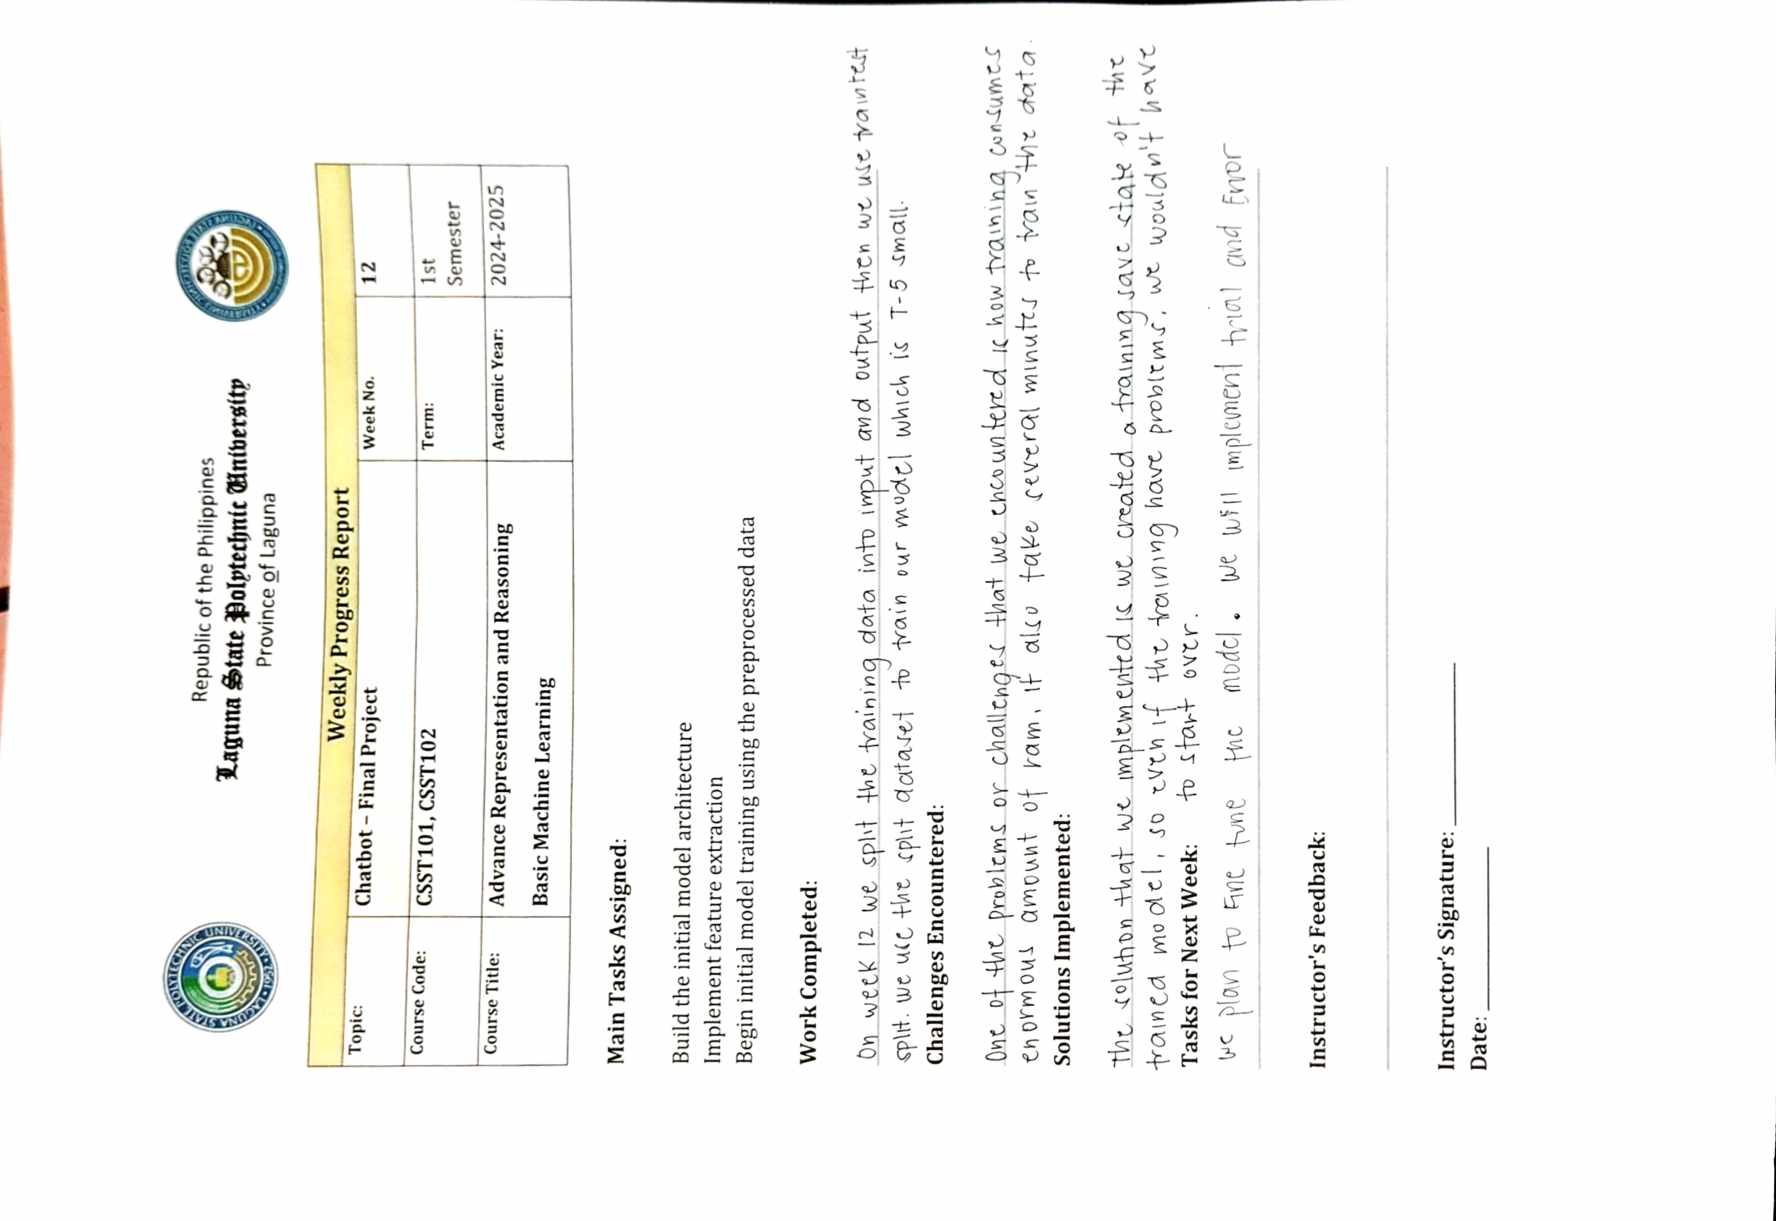 LAGUNA STATE POLYTECHNIC UNIVERSITY
1952
Republic of the Philippines
Laguna State Polytechnic University
Province of Laguna
Weekly Progress Report
Topic: Chatbot – Final Project Week No. 12
Course Code: CSST101, CSST102 Term: 1st
Semester
Course Title: Advance Representation and Reasoning Academic Year: 2024-2025
Basic Machine Learning
Main Tasks Assigned:
Build the initial model architecture
Implement feature extraction
Begin initial model training using the preprocessed data
Work Completed:
On week 12 we split the training data into input and output then we use train test
split. we use the split dataset to train our model which is T-5 small.
Challenges Encountered:
One of the problems or challenges that we encountered is how training consumes
enormous amount of ram, it also take several minutes to train the data.
Solutions Implemented:
The solution that we implemented is we created a training save state of the
trained model, so even if the training have problems, we wouldn't have
Tasks for Next Week: to start over.
We plan to fine tune the model. We will implement trial and Error
Instructor's Feedback:
Instructor's Signature:
Date: